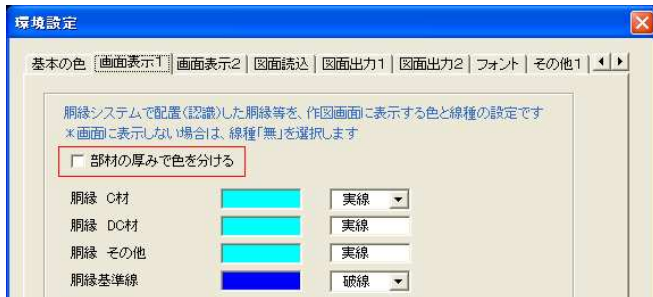 環境設定
基本の色 画面表示1 画面表示2 図面読込 図面出力1 図面出力2 フォント その他1
胴縁システムで配置(認識)した胴縁等を、作図画面に表示する色と線種の設定です
※画面に表示しない場合は、線種「無」を選択します
部材の厚みで色を分ける
胴縁 C材 実線
胴縁 DC材 実線
胴縁 その他 実線
胴縁基準線 破線